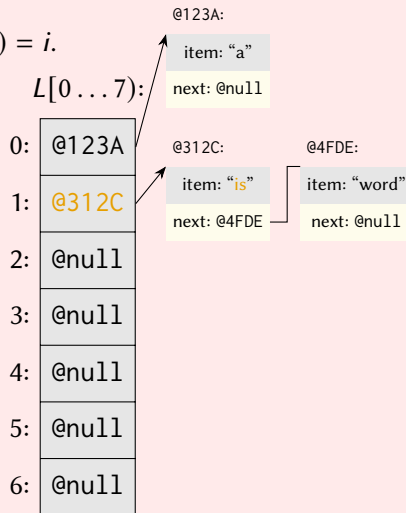 @123A:
) = i.
item: “a”
L[0 . . . 7):
next: @null
0: @123A
@312C:
@4FDE:
item: “is”
item: “word”
1: @312C
next: @4FDE
next: @null
2: @null
3: @null
4: @null
5: @null
6: @null